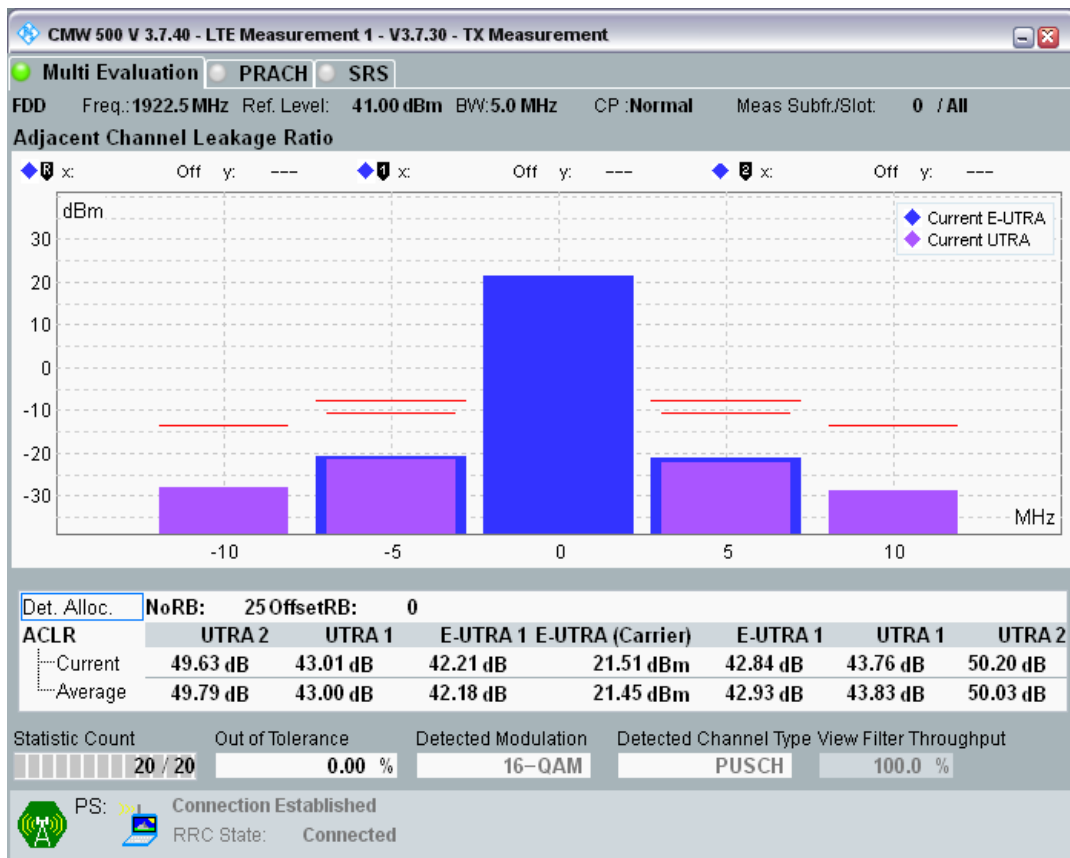 CMW 500 V 3.7.40 - LTE Measurement 1 - V3.7.30 - TX Measurement
Multi Evaluation PRACH SRS
FDD Freq.: 1922.5 MHz Ref. Level: 41.00 dBm BW: 5.0 MHz CP : Normal Meas Subfr./Slot: 0 / All
Adjacent Channel Leakage Ratio
R x: Off y: --- 1 x: Off y: --- 2 x: Off y: ---
dBm
Current E-UTRA
Current UTRA
30
20
10
0
-10
-20
-30
MHz
-10 -5 0 5 10
Det. Alloc. NoRB: 25 OffsetRB: 0
ACLR UTRA 2 UTRA 1 E-UTRA 1 E-UTRA (Carrier) E-UTRA 1 UTRA 1 UTRA 2
Current 49.63 dB 43.01 dB 42.21 dB 21.51 dBm 42.84 dB 43.76 dB 50.20 dB
Average 49.79 dB 43.00 dB 42.18 dB 21.45 dBm 42.93 dB 43.83 dB 50.03 dB
Statistic Count Out of Tolerance Detected Modulation Detected Channel Type View Filter Throughput
20 / 20 0.00 % 16-QAM PUSCH 100.0 %
PS: Connection Established
RRC State: Connected